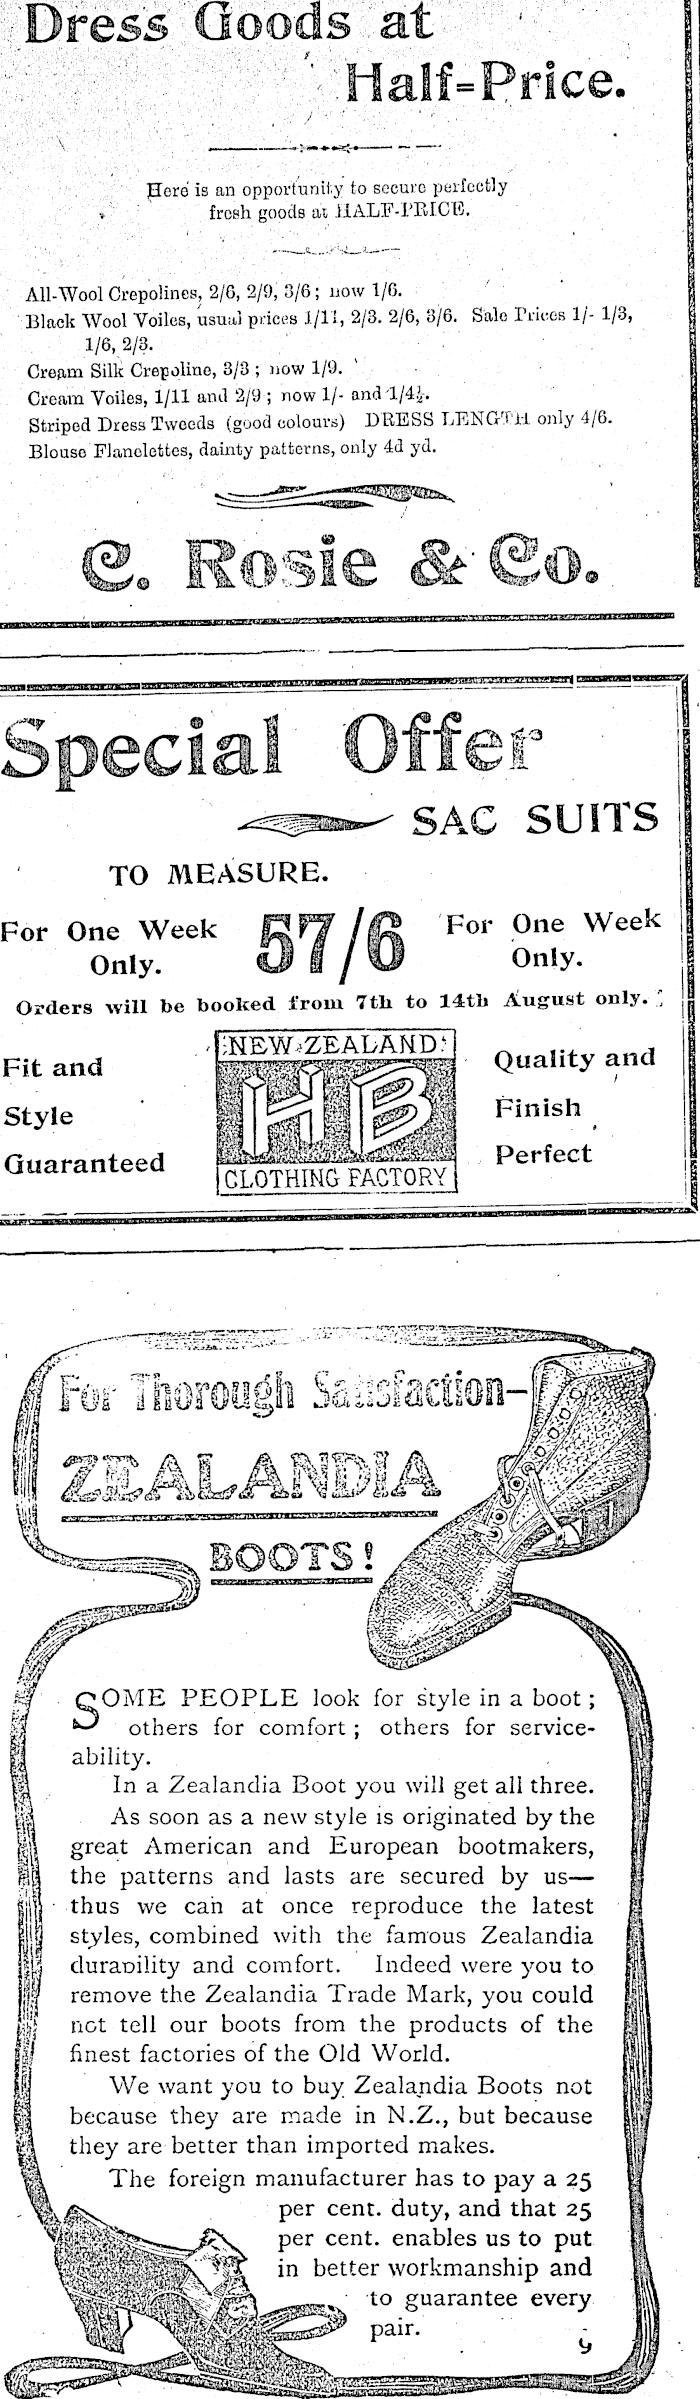 Dress Goods at
Half-Price.
Here is an opportunity to secure perfectly
fresh goods at HALF-PRICE.
All-Wool Crepolines, 2/6, 2/9, 3/6; now 1/6.
Black Wool Voiles, usual prices 1/11, 2/3. 2/6, 3/6. Sale Prices 1/- 1/3,
1/6, 2/3.
Cream Silk Crepoline, 3/3; now 1/9.
Cream Voiles, 1/11 and 2/9; now 1/- and 1/4½.
Striped Dress Tweeds (good colours) DRESS LENGTH only 4/6.
Blouse Flanelettes, dainty patterns, only 4d yd.
C. Rosie & Co.
Special Offer
SAC SUITS
TO MEASURE.
For One Week 57/6 For One Week
Only. Only.
Orders will be booked from 7th to 14th August only.
Fit and
Style
Guaranteed
NEW ZEALAND
HB
CLOTHING FACTORY
Quality and
Finish
Perfect
For Thorough Satisfaction—
ZEALANDIA
BOOTS!
SOME PEOPLE look for style in a boot;
others for comfort; others for service-
ability.
In a Zealandia Boot you will get all three.
As soon as a new style is originated by the
great American and European bootmakers,
the patterns and lasts are secured by us—
thus we can at once reproduce the latest
styles, combined with the famous Zealandia
durability and comfort. Indeed were you to
remove the Zealandia Trade Mark, you could
not tell our boots from the products of the
finest factories of the Old World.
We want you to buy Zealandia Boots not
because they are made in N.Z., but because
they are better than imported makes.
The foreign manufacturer has to pay a 25
per cent. duty, and that 25
per cent. enables us to put
in better workmanship and
to guarantee every
pair.
9